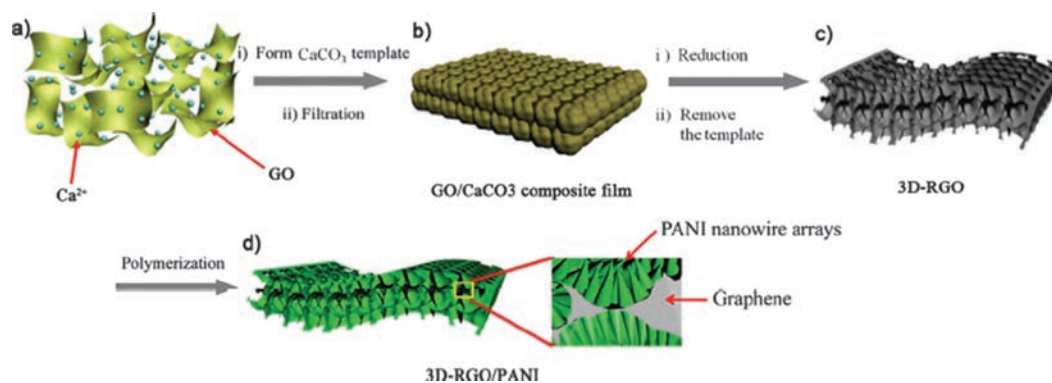 a)
i) Form CaCO₃ template
ii) Filtration
Ca²⁺
GO
b)
GO/CaCO3 composite film
i ) Reduction
ii) Remove
the template
c)
3D-RGO
Polymerization
d)
PANI nanowire arrays
Graphene
3D-RGO/PANI